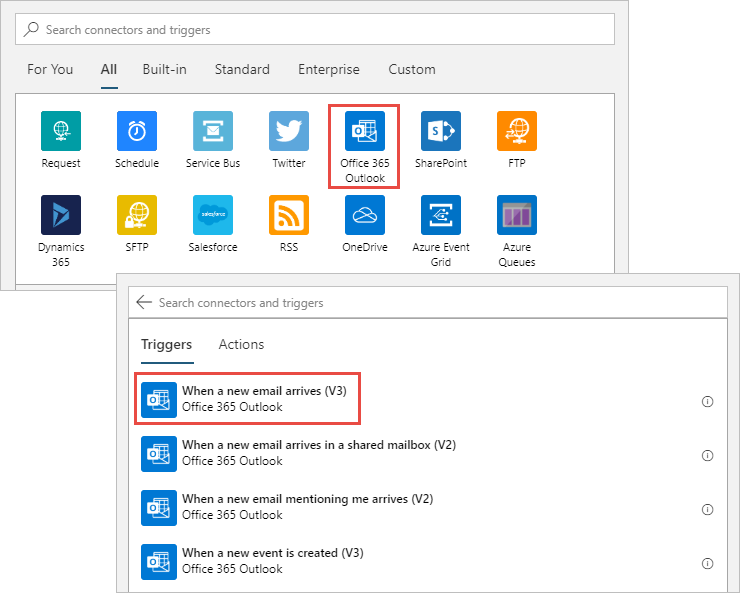 Search connectors and triggers
For You All Built-in Standard Enterprise Custom
Request Schedule Service Bus Twitter Office 365 Outlook SharePoint FTP
Dynamics 365 SFTP salesforce Salesforce RSS OneDrive Azure Event Grid Azure Queues
Search connectors and triggers
Triggers Actions
When a new email arrives (V3)
Office 365 Outlook
When a new email arrives in a shared mailbox (V2)
Office 365 Outlook
When a new email mentioning me arrives (V2)
Office 365 Outlook
When a new event is created (V3)
Office 365 Outlook